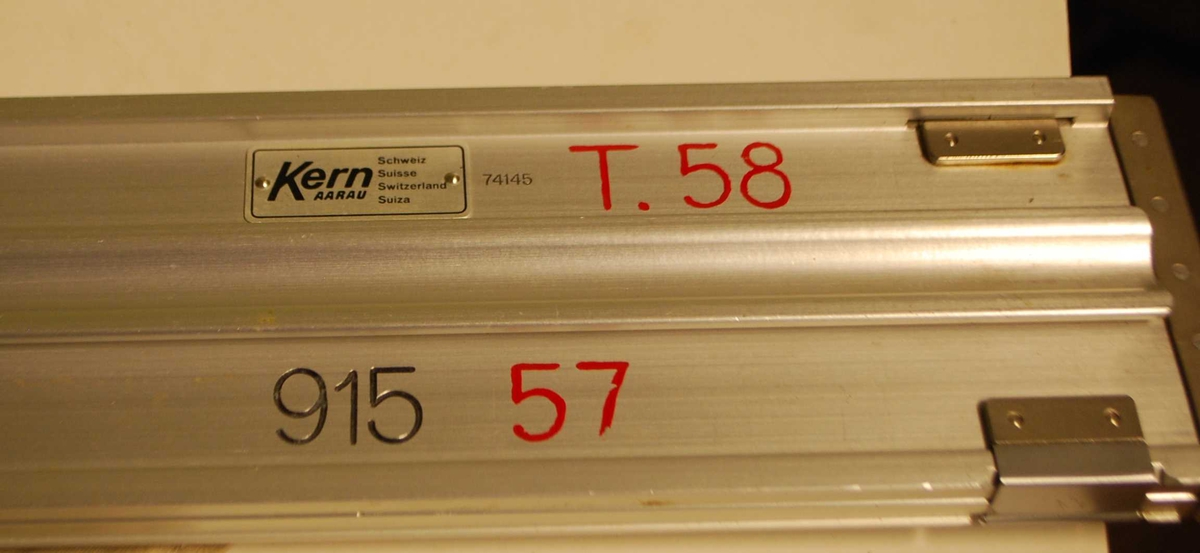 Kern
AARAU
Schweiz
Suisse
Switzerland
Suiza
74145
T. 58
915 57